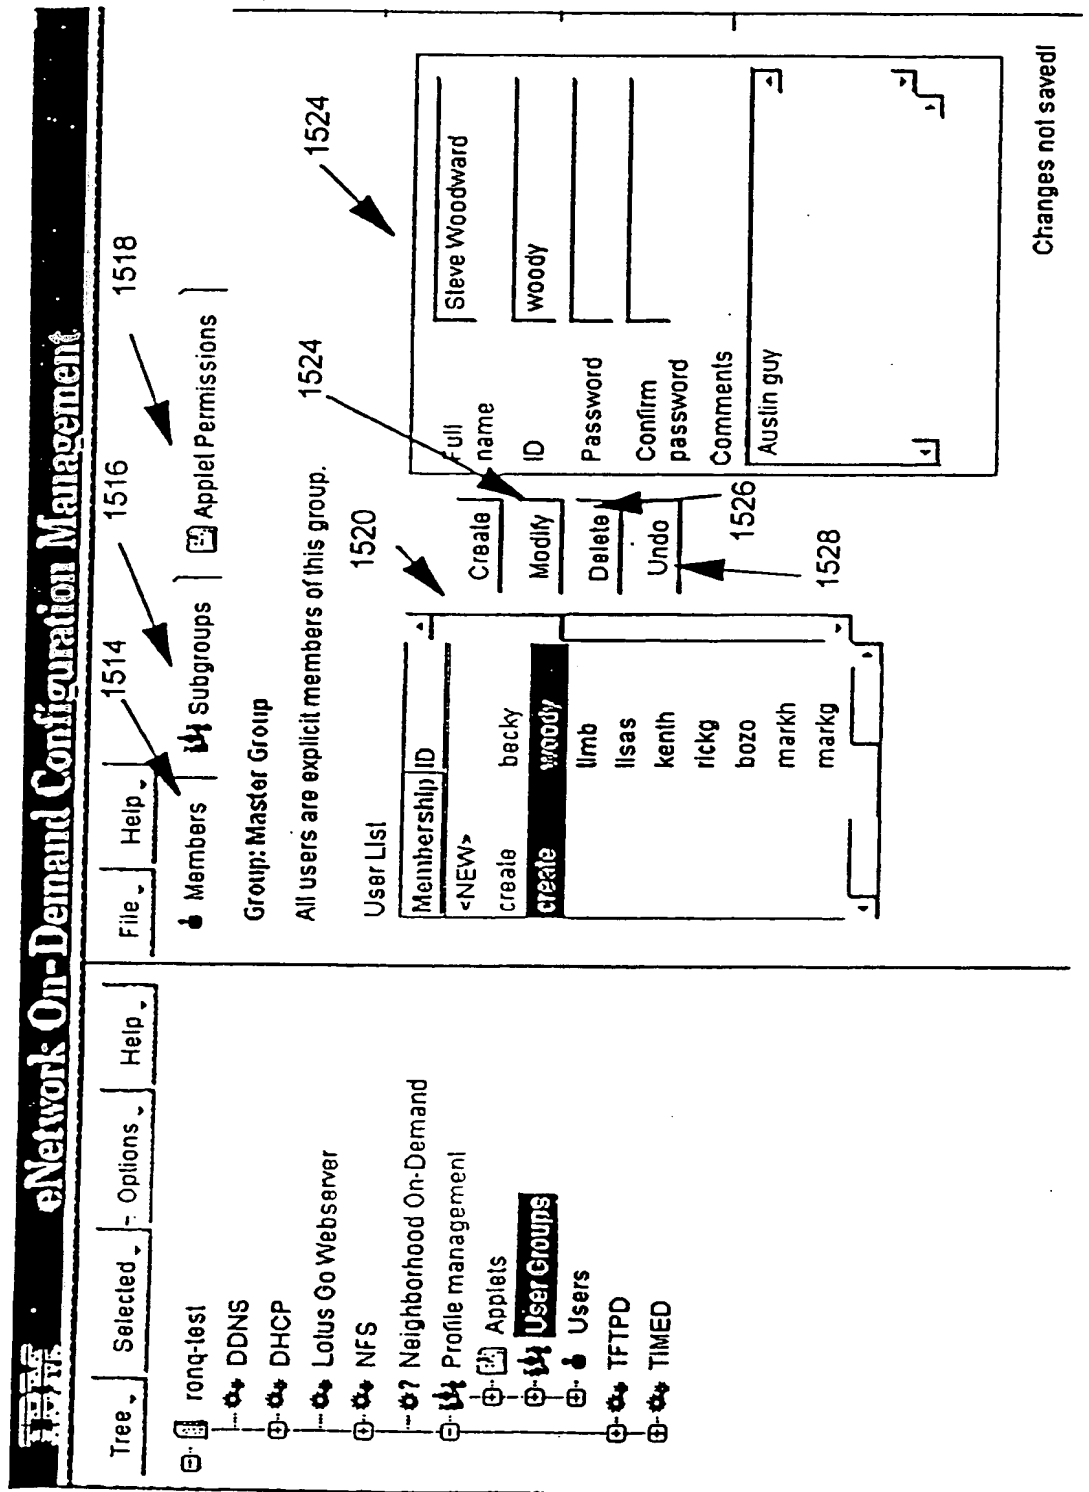 IBM eNetwork On-Demand Configuration Management
Tree Selected Options Help
ronq-test
DDNS
DHCP
Lotus Go Webserver
NFS
? Neighborhood On-Demand
Profile management
Applets
User Groups
Users
TFTPD
TIMED
File Help
1514
1516
1518
Members Subgroups Applet Permissions
Group: Master Group
All users are explicit members of this group.
User List
1520
1524
1524
Membership ID
<NEW>
create becky
create woody
kenth
rickg
bozo
markh
markg
Create
Modify
Delete
Undo
1526
1528
Full name Steve Woodward
ID woody
Password
Confirm password
Comments
Austin guy
Changes not saved!